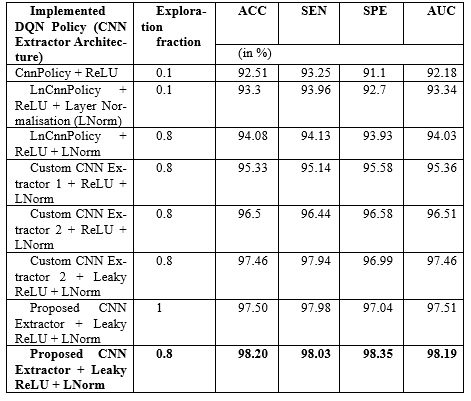 Implemented DQN Policy (CNN Extractor Architecture) Exploration fraction ACC SEN SPE AUC
(in %)
CnnPolicy + ReLU 0.1 92.51 93.25 91.1 92.18
LnCnnPolicy + ReLU + Layer Normalisation (LNorm) 0.1 93.3 93.96 92.7 93.34
LnCnnPolicy + ReLU + LNorm 0.8 94.08 94.13 93.93 94.03
Custom CNN Extractor 1 + ReLU + LNorm 0.8 95.33 95.14 95.58 95.36
Custom CNN Extractor 2 + ReLU + LNorm 0.8 96.5 96.44 96.58 96.51
Custom CNN Extractor 2 + Leaky ReLU + LNorm 0.8 97.46 97.94 96.99 97.46
Proposed CNN Extractor + Leaky ReLU + LNorm 1 97.50 97.98 97.04 97.51
Proposed CNN Extractor + Leaky ReLU + LNorm 0.8 98.20 98.03 98.35 98.19